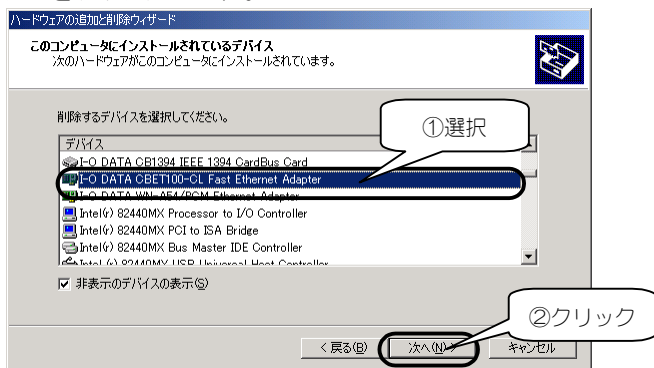 ハードウェアの追加と削除ウィザード
このコンピュータにインストールされているデバイス
次のハードウェアがこのコンピュータにインストールされています。
削除するデバイスを選択してください。
①選択
デバイス
I-O DATA CB1394 IEEE 1394 CardBus Card
I-O DATA CBET100-CL Fast Ethernet Adapter
I-O DATA WN-A54/PCM Ethernet Adapter
Intel(r) 82440MX Processor to I/O Controller
Intel(r) 82440MX PCI to ISA Bridge
Intel(r) 82440MX Bus Master IDE Controller
Intel (r) 82440MX USB Universal Host Controller
非表示のデバイスの表示(S)
②クリック
< 戻る(B)
次へ(N) >
キャンセル